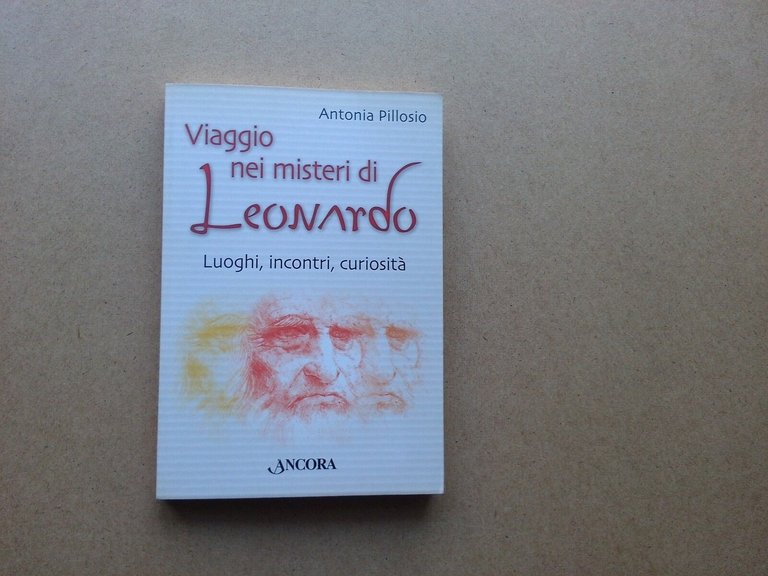 Antonia Pillosio
Viaggio
nei misteri di
Leonardo
Luoghi, incontri, curiosità
ANCORA